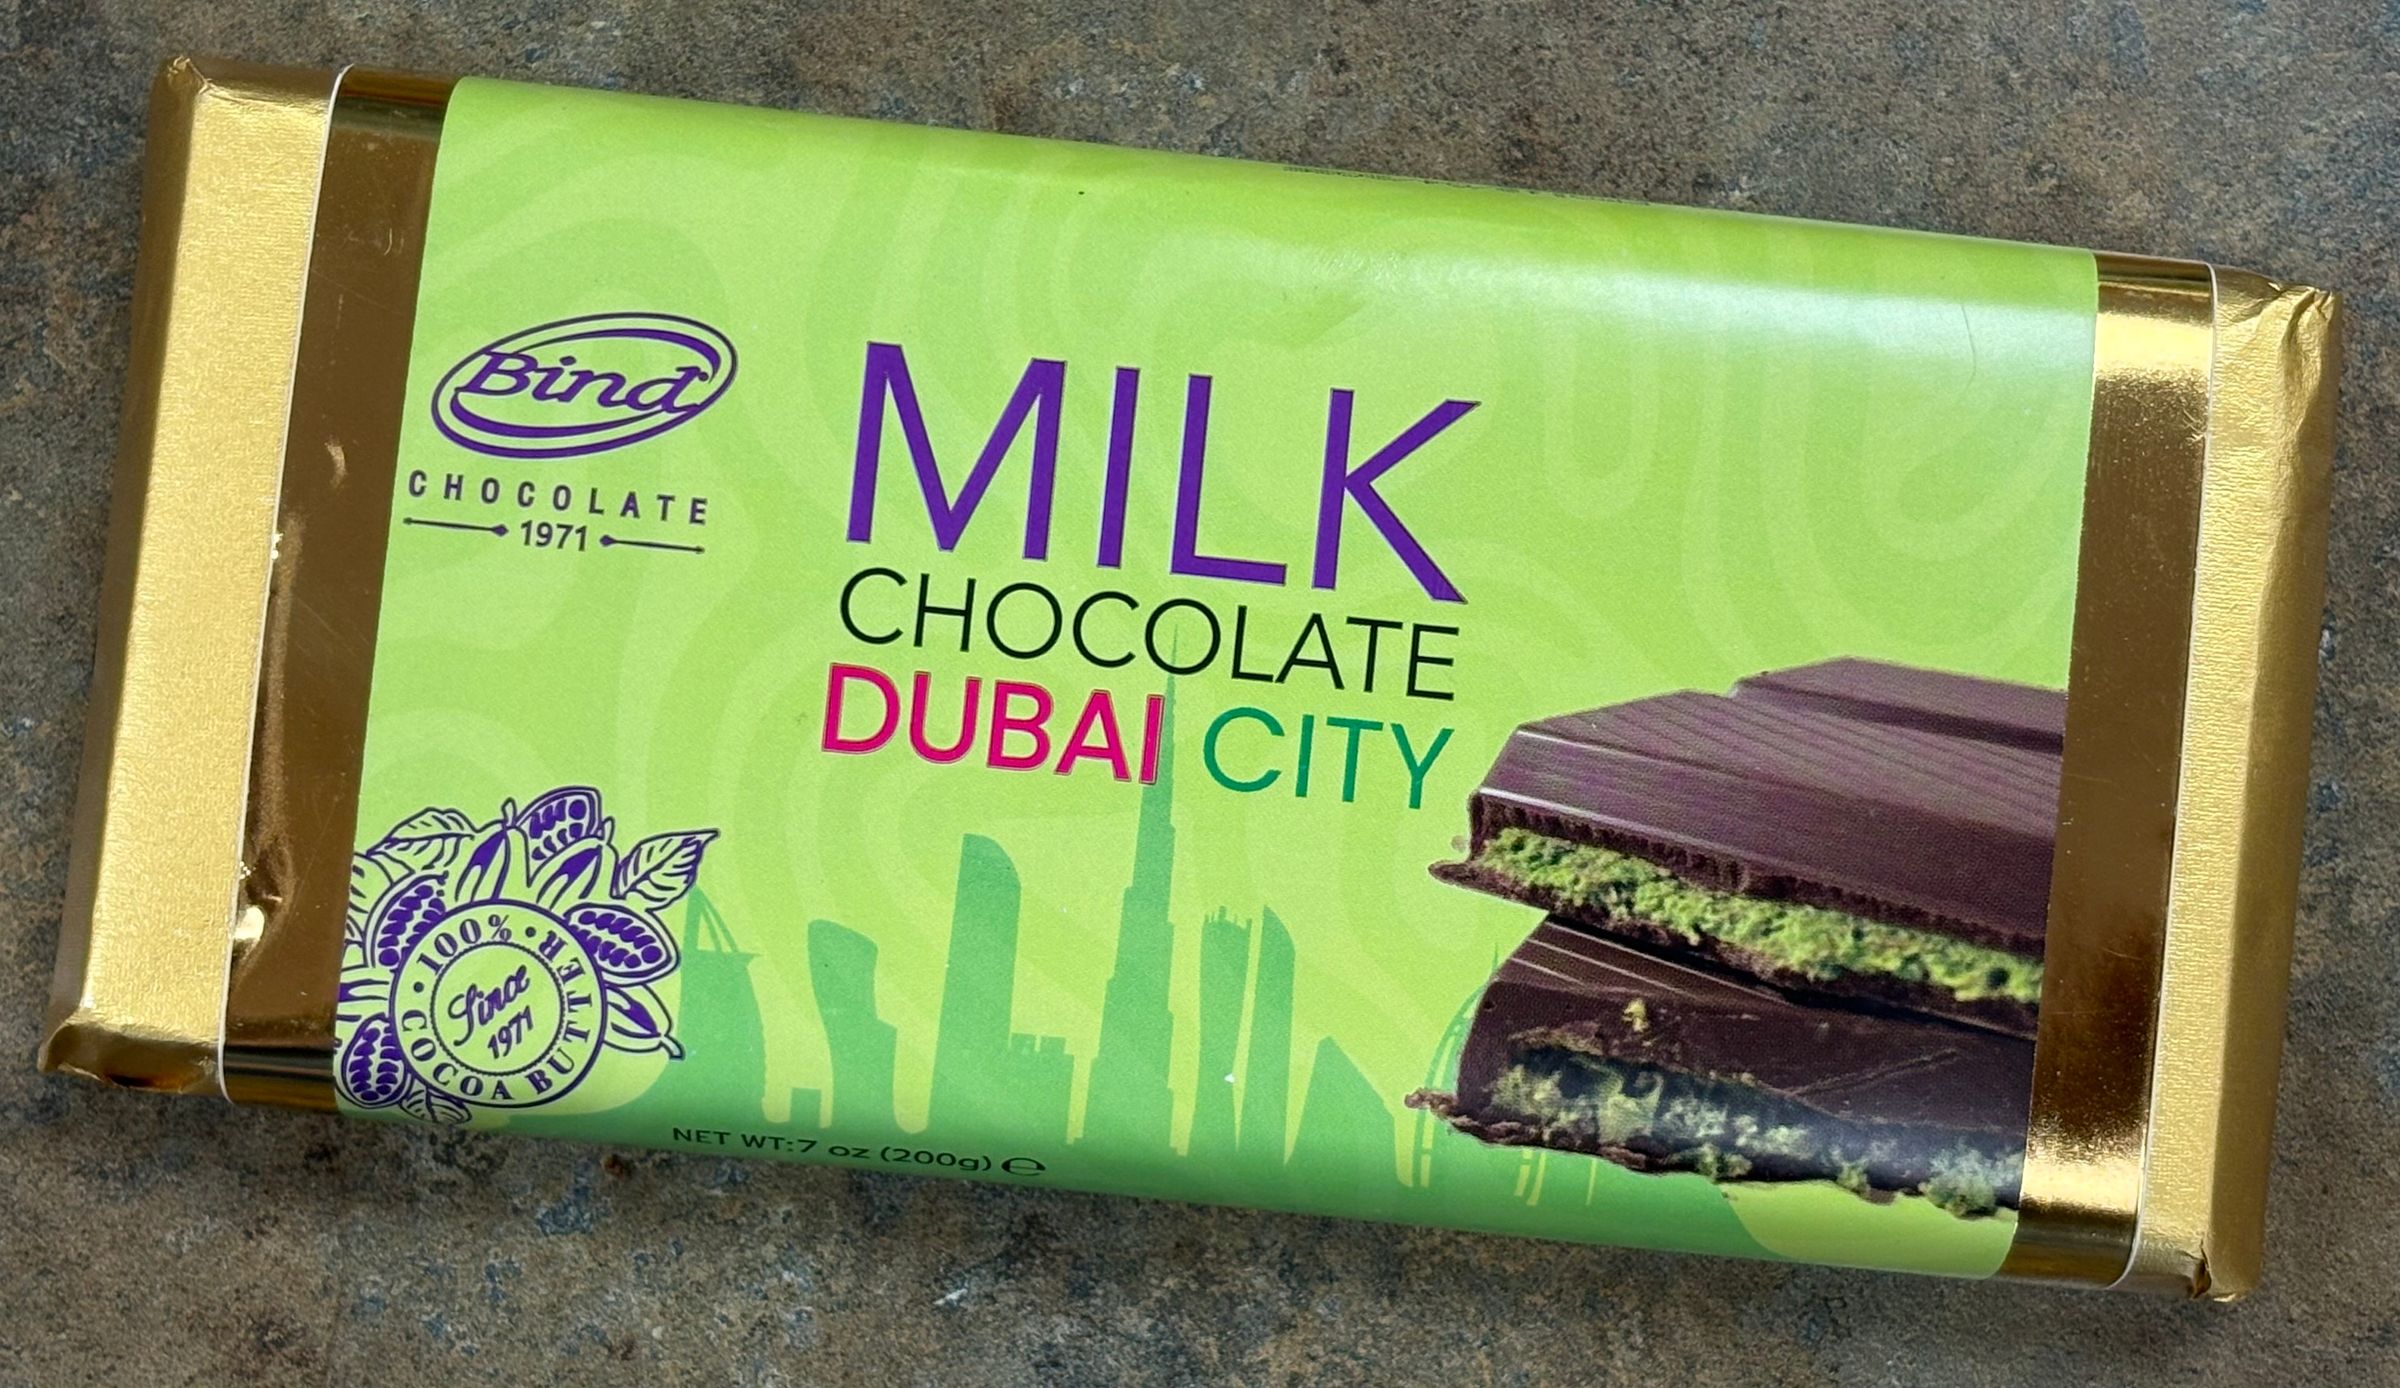 Bind
CHOCOLATE
1971
MILK
CHOCOLATE
DUBAI CITY
100% COCOA BUTTER
Since
1971
NET WT:7 oz (200g) ℮